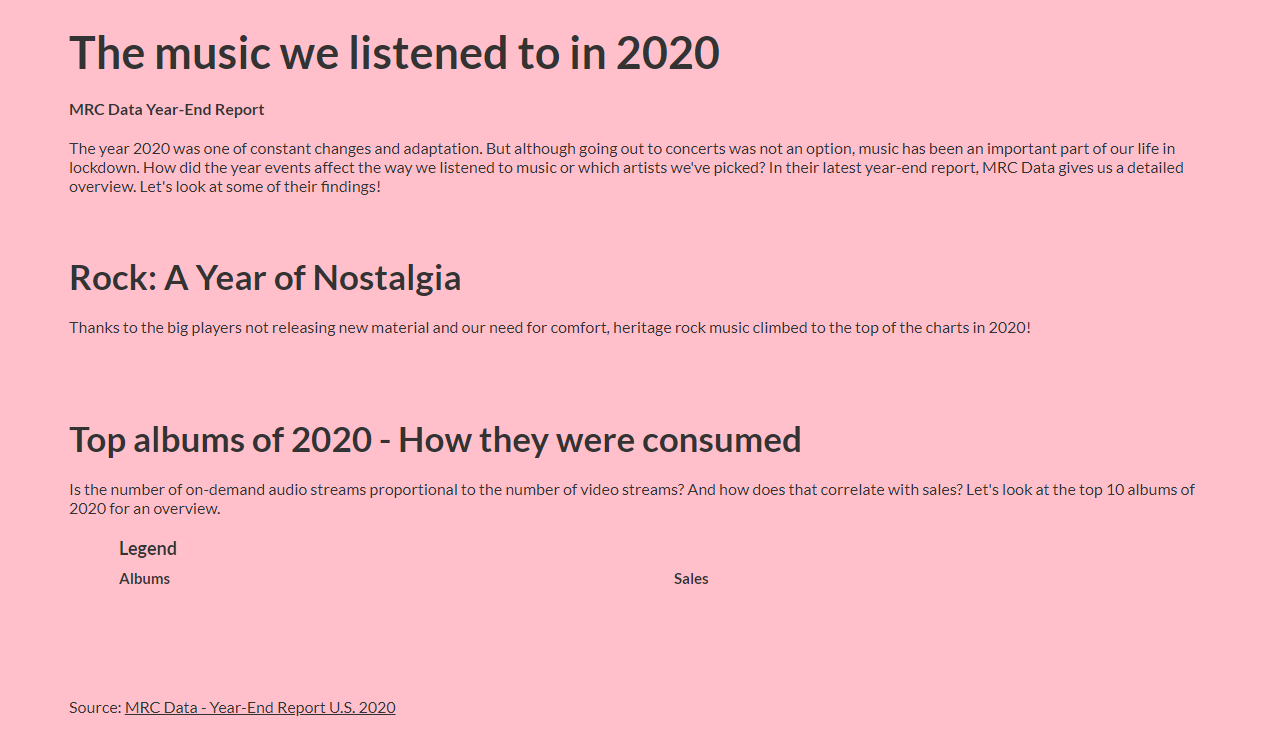 The music we listened to in 2020
MRC Data Year-End Report
The year 2020 was one of constant changes and adaptation. But although going out to concerts was not an option, music has been an important part of our life in
lockdown. How did the year events affect the way we listened to music or which artists we've picked? In their latest year-end report, MRC Data gives us a detailed
overview. Let's look at some of their findings!
Rock: A Year of Nostalgia
Thanks to the big players not releasing new material and our need for comfort, heritage rock music climbed to the top of the charts in 2020!
Top albums of 2020 - How they were consumed
Is the number of on-demand audio streams proportional to the number of video streams? And how does that correlate with sales? Let's look at the top 10 albums of
2020 for an overview.
Legend
Albums Sales
Source: MRC Data - Year-End Report U.S. 2020